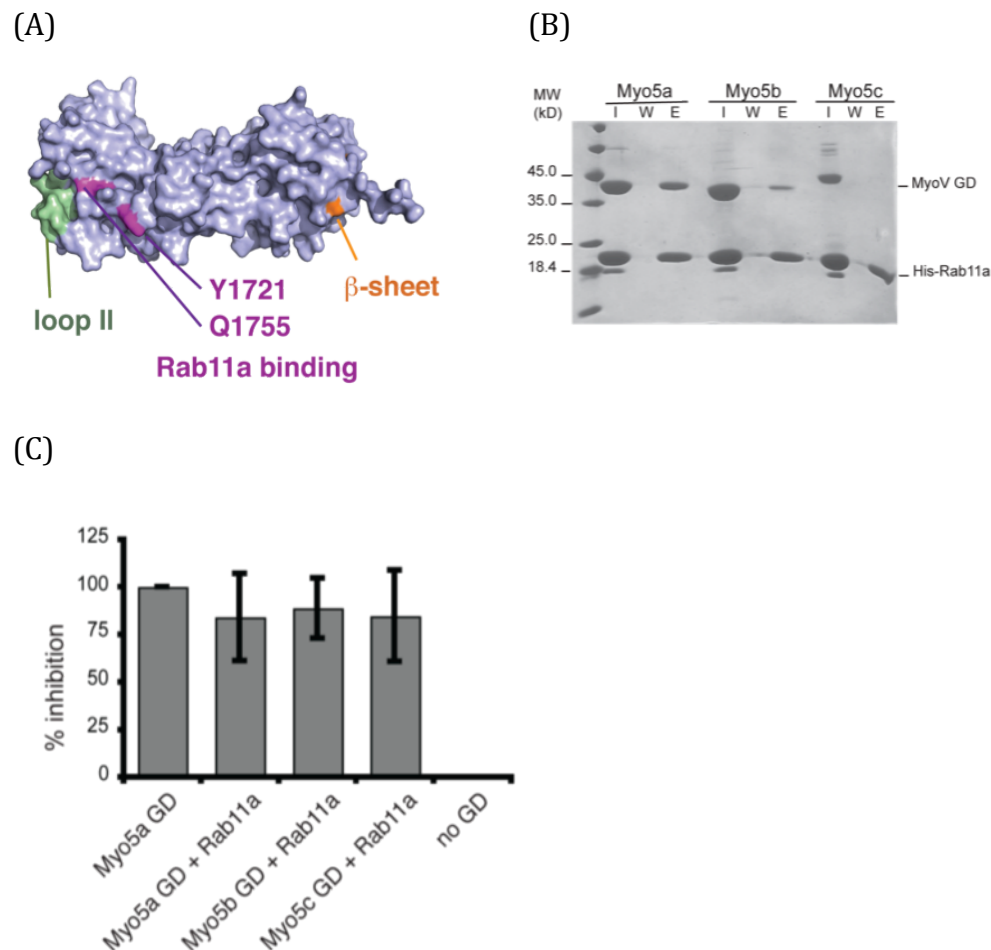 (A)
(B)
loop II
Y1721
Q1755
Rab11a binding
β-sheet
MW
(kD)
Myo5a Myo5b Myo5c
I W E I W E I W E
45.0
35.0
25.0
18.4
MyoV GD
His-Rab11a
(C)
% inhibition
125
100
75
50
25
0
Myo5a GD
Myo5a GD + Rab11a
Myo5b GD + Rab11a
Myo5c GD + Rab11a
no GD